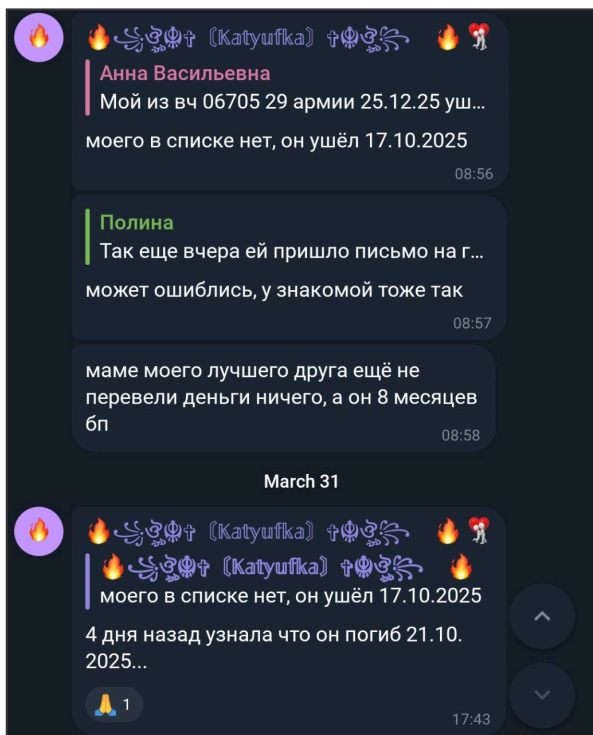 🔥꧁ঔৣ☬✞〖Katyufka〗✞☬ঔৣ꧂ 🔥
Анна Васильевна
Мой из вч 06705 29 армии 25.12.25 уш...
моего в списке нет, он ушёл 17.10.2025
08:56
Полина
Так еще вчера ей пришло письмо на г...
может ошиблись, у знакомой тоже так
08:57
маме моего лучшего друга ещё не
перевели деньги ничего, а он 8 месяцев
бп
08:58
March 31
🔥꧁ঔৣ☬✞〖Katyufka〗✞☬ঔৣ꧂ 🔥
🔥꧁ঔৣ☬✞〖Katyufka〗✞☬ঔৣ꧂ 🔥
моего в списке нет, он ушёл 17.10.2025
4 дня назад узнала что он погиб 21.10.
2025...
🙏 1
17:43